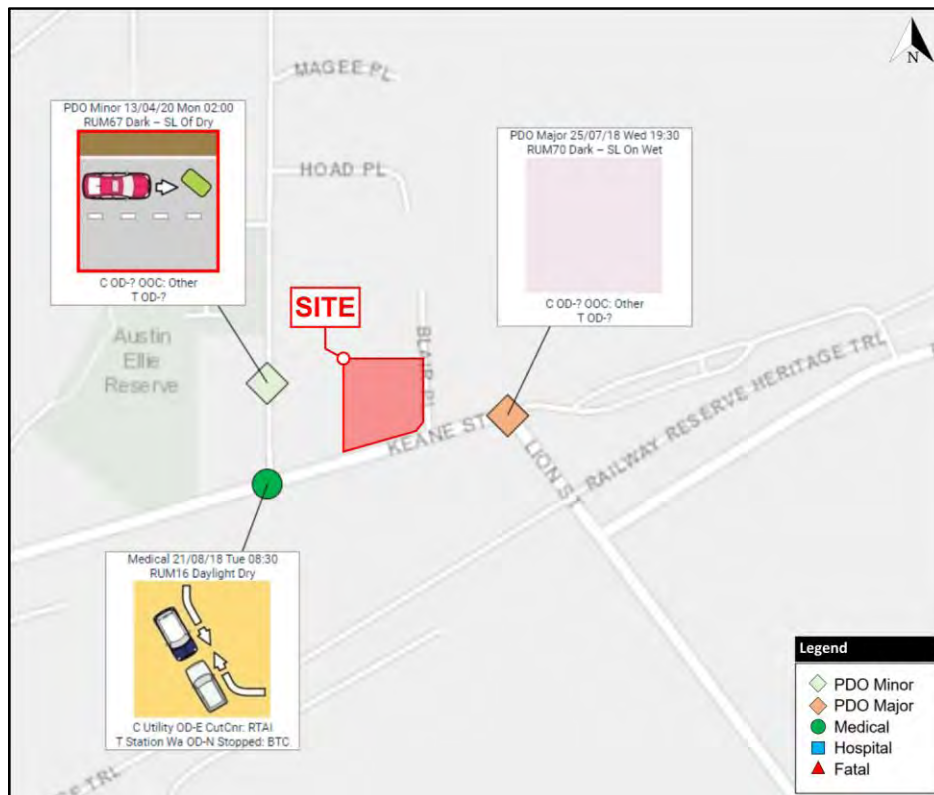 N
MAGEE PL
PDO Minor 13/04/20 Mon 02:00
RUM67 Dark – SL Of Dry
C OD-? OOC: Other
T OD-?
PDO Major 25/07/18 Wed 19:30
RUM70 Dark – SL On Wet
C OD-? OOC: Other
T OD-?
HOAD PL
SITE
Austin
Ellie
Reserve
BLAIR PL
KEANE ST
LION ST
RAILWAY RESERVE HERITAGE TRL
Medical 21/08/18 Tue 08:30
RUM16 Daylight Dry
C Utility OD-E CutCnr: RTAI
T Station Wa OD-N Stopped: BTC
TRL
Legend
PDO Minor
PDO Major
Medical
Hospital
Fatal